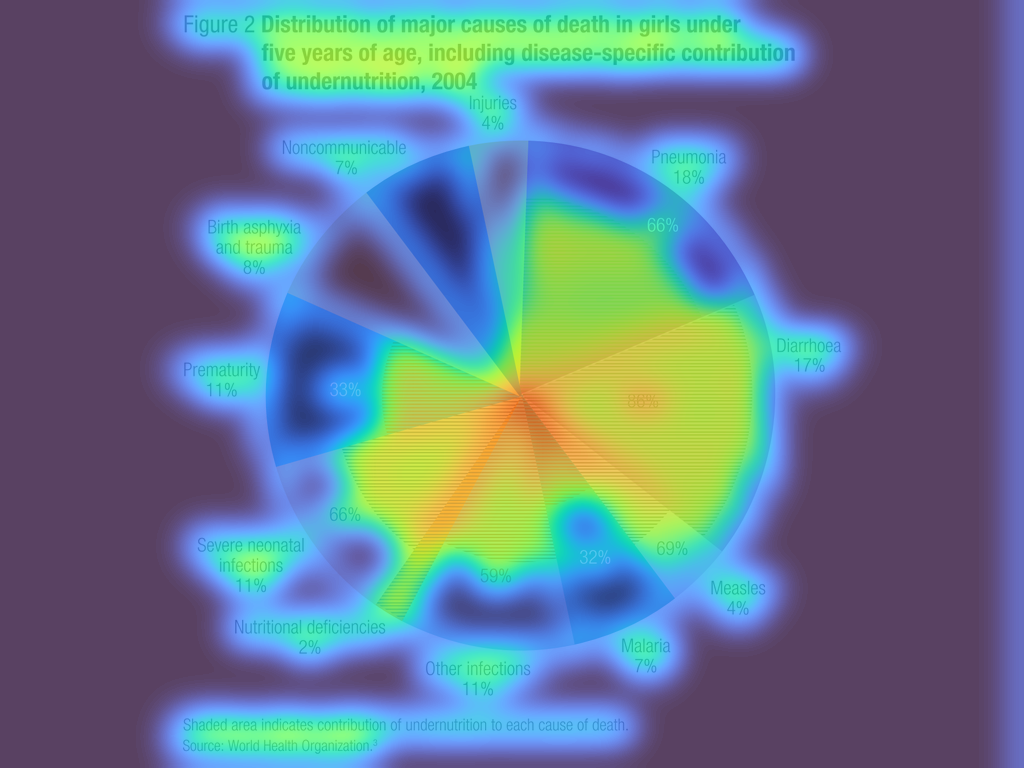 Figure 2 Distribution of major causes of death in girls under
five years of age, including disease-specific contribution
of undernutrition, 2004
Injuries
4%
Noncommunicable
7%
Pneumonia
18%
66%
Birth asphyxia
and trauma
8%
Diarrhoea
17%
86%
Prematurity
11%
33%
66%
Severe neonatal
infections
11%
69%
32%
59%
Measles
4%
Nutritional deficiencies
2%
Malaria
7%
Other infections
11%
Shaded area indicates contribution of undernutrition to each cause of death.
Source: World Health Organization.3